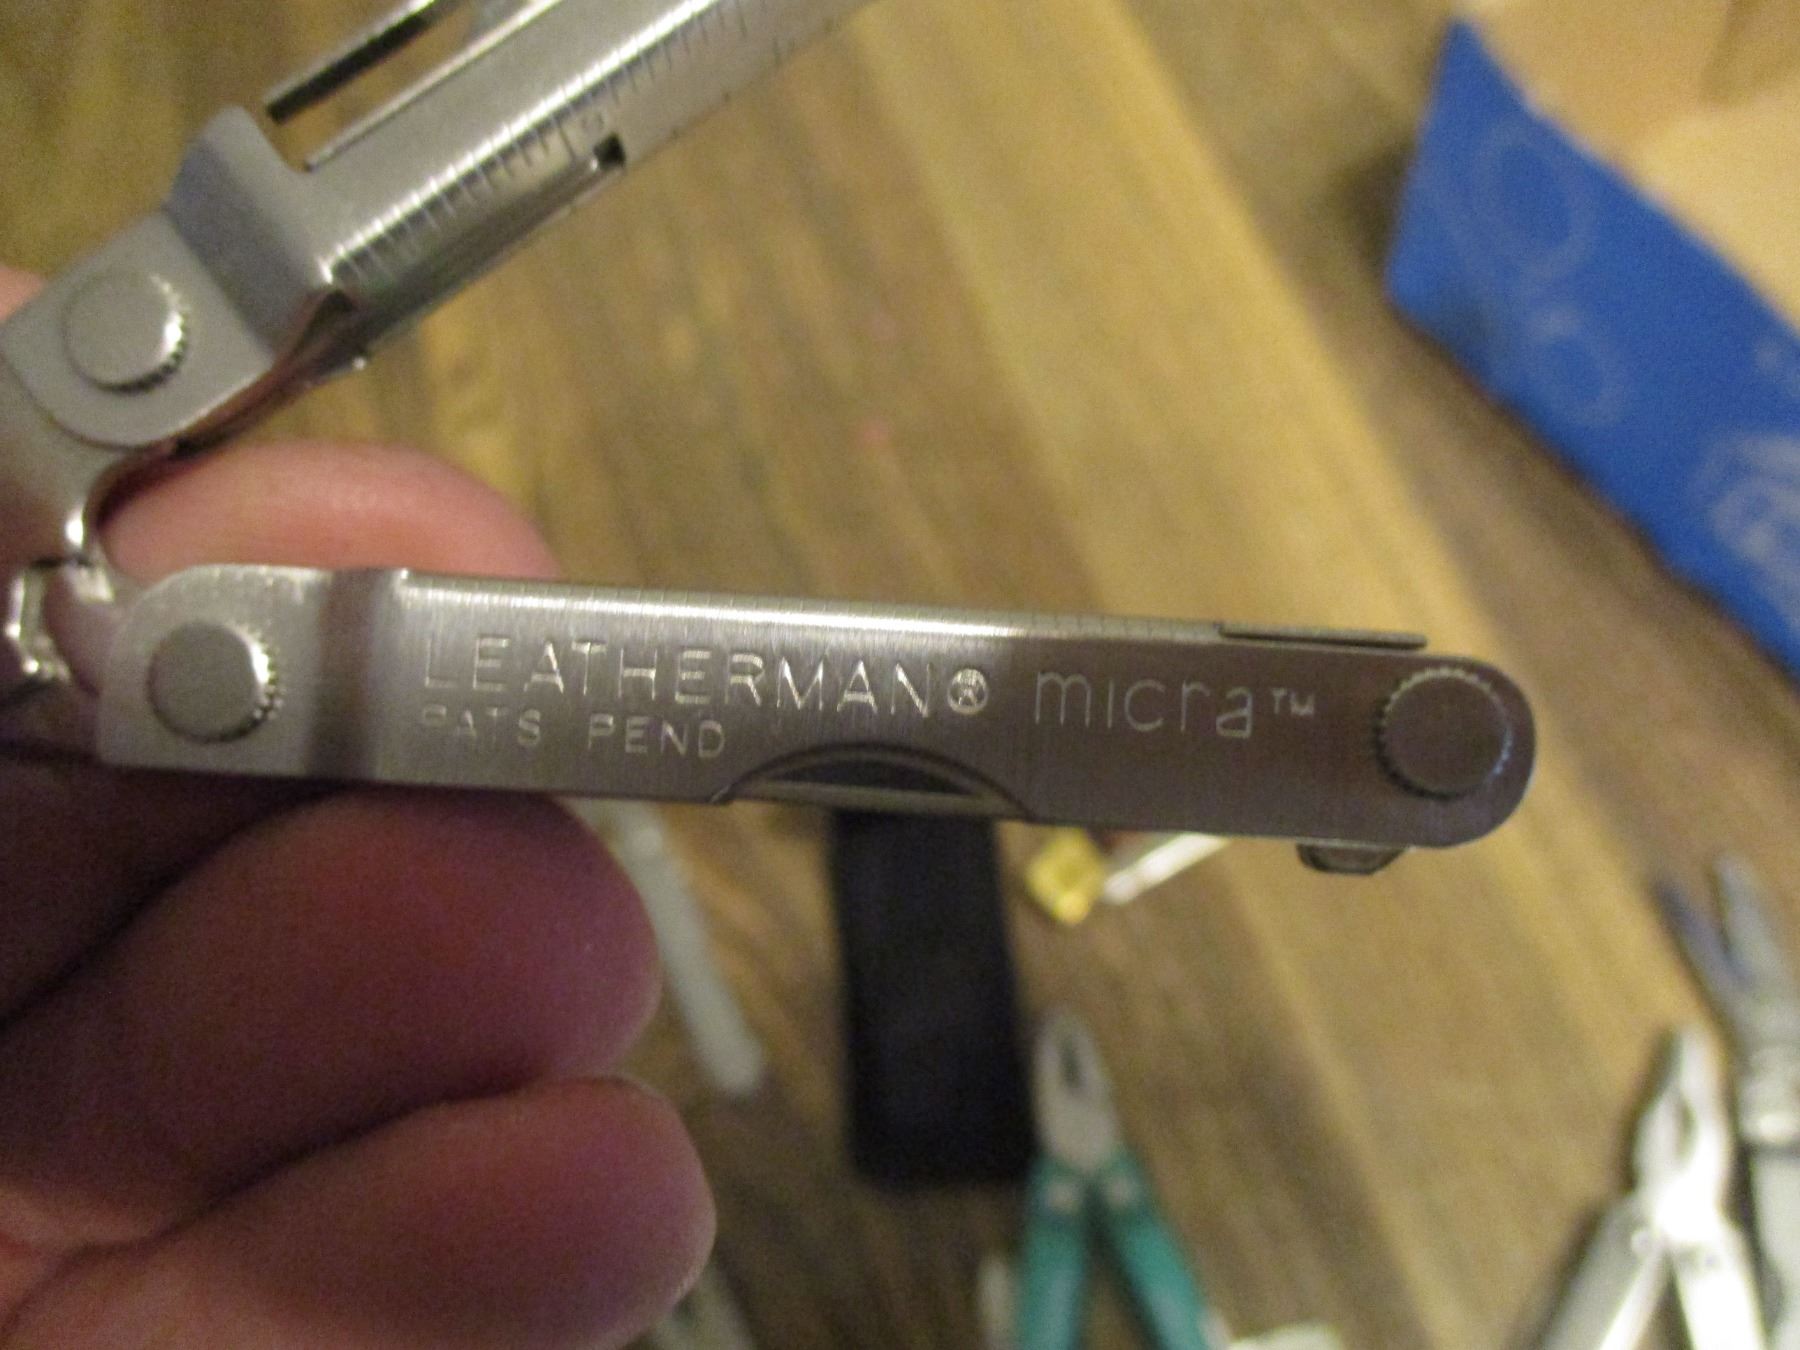 LEATHERMAN® micra™
PATS PEND